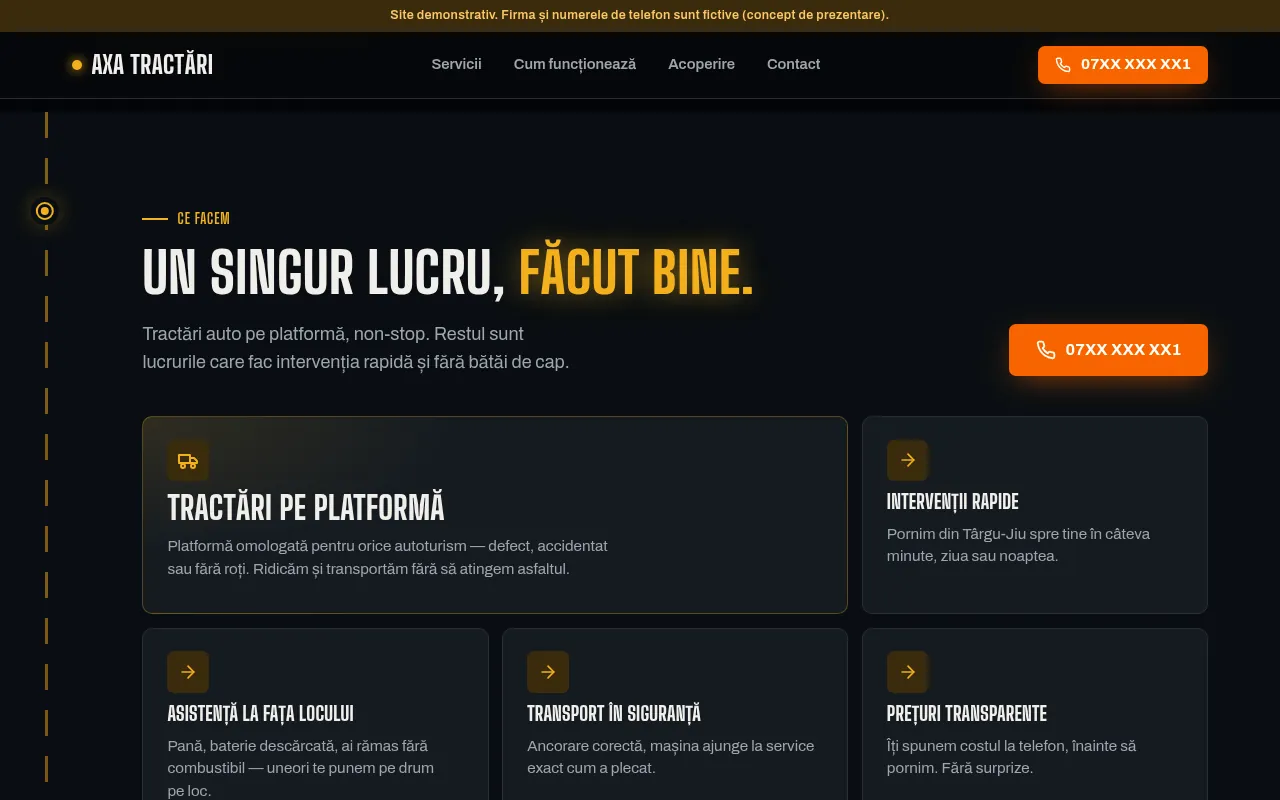 Site demonstrativ. Firma și numerele de telefon sunt fictive (concept de prezentare).
AXA TRACTĂRI
Servicii
Cum funcționează
Acoperire
Contact
07XX XXX XX1
CE FACEM
UN SINGUR LUCRU, FĂCUT BINE.
Tractări auto pe platformă, non-stop. Restul sunt
lucrurile care fac intervenția rapidă și fără bătăi de cap.
07XX XXX XX1
TRACTĂRI PE PLATFORMĂ
Platformă omologată pentru orice autoturism — defect, accidentat
sau fără roți. Ridicăm și transportăm fără să atingem asfaltul.
INTERVENȚII RAPIDE
Pornim din Târgu-Jiu spre tine în câteva
minute, ziua sau noaptea.
ASISTENȚĂ LA FAȚA LOCULUI
Pană, baterie descărcată, ai rămas fără
combustibil — uneori te punem pe drum
pe loc.
TRANSPORT ÎN SIGURANȚĂ
Ancorare corectă, mașina ajunge la service
exact cum a plecat.
PREȚURI TRANSPARENTE
Îți spunem costul la telefon, înainte să
pornim. Fără surprize.